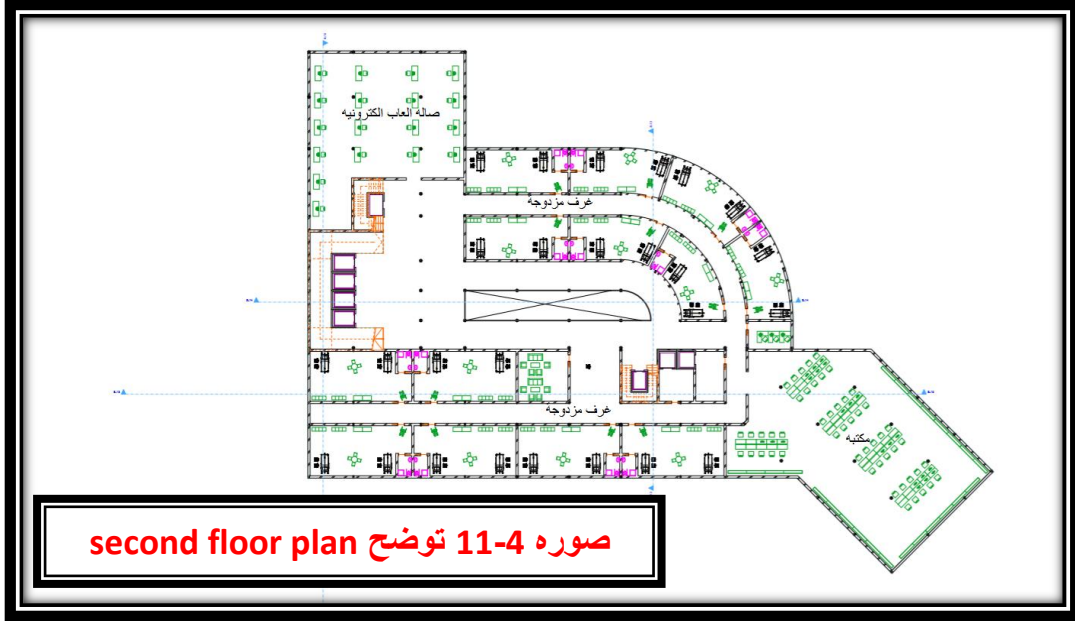 صاله العاب الكترونيه
غرف مزدوجه
غرف مزدوجه
مكتبه
صوره 4-11 توضح second floor plan